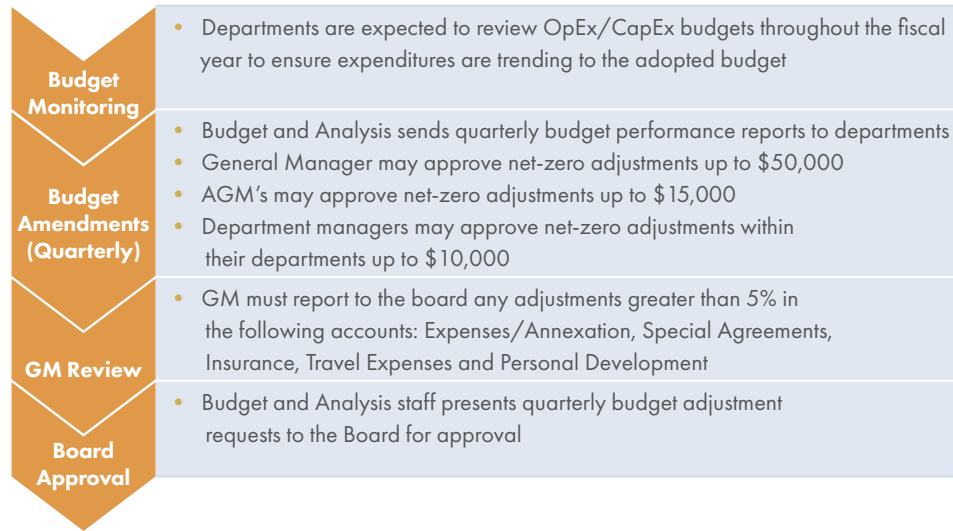 Budget
Monitoring
• Departments are expected to review OpEx/CapEx budgets throughout the fiscal
year to ensure expenditures are trending to the adopted budget
Budget
Amendments
(Quarterly)
• Budget and Analysis sends quarterly budget performance reports to departments
• General Manager may approve net-zero adjustments up to $50,000
• AGM's may approve net-zero adjustments up to $15,000
• Department managers may approve net-zero adjustments within
their departments up to $10,000
GM Review
• GM must report to the board any adjustments greater than 5% in
the following accounts: Expenses/Annexation, Special Agreements,
Insurance, Travel Expenses and Personal Development
Board
Approval
• Budget and Analysis staff presents quarterly budget adjustment
requests to the Board for approval